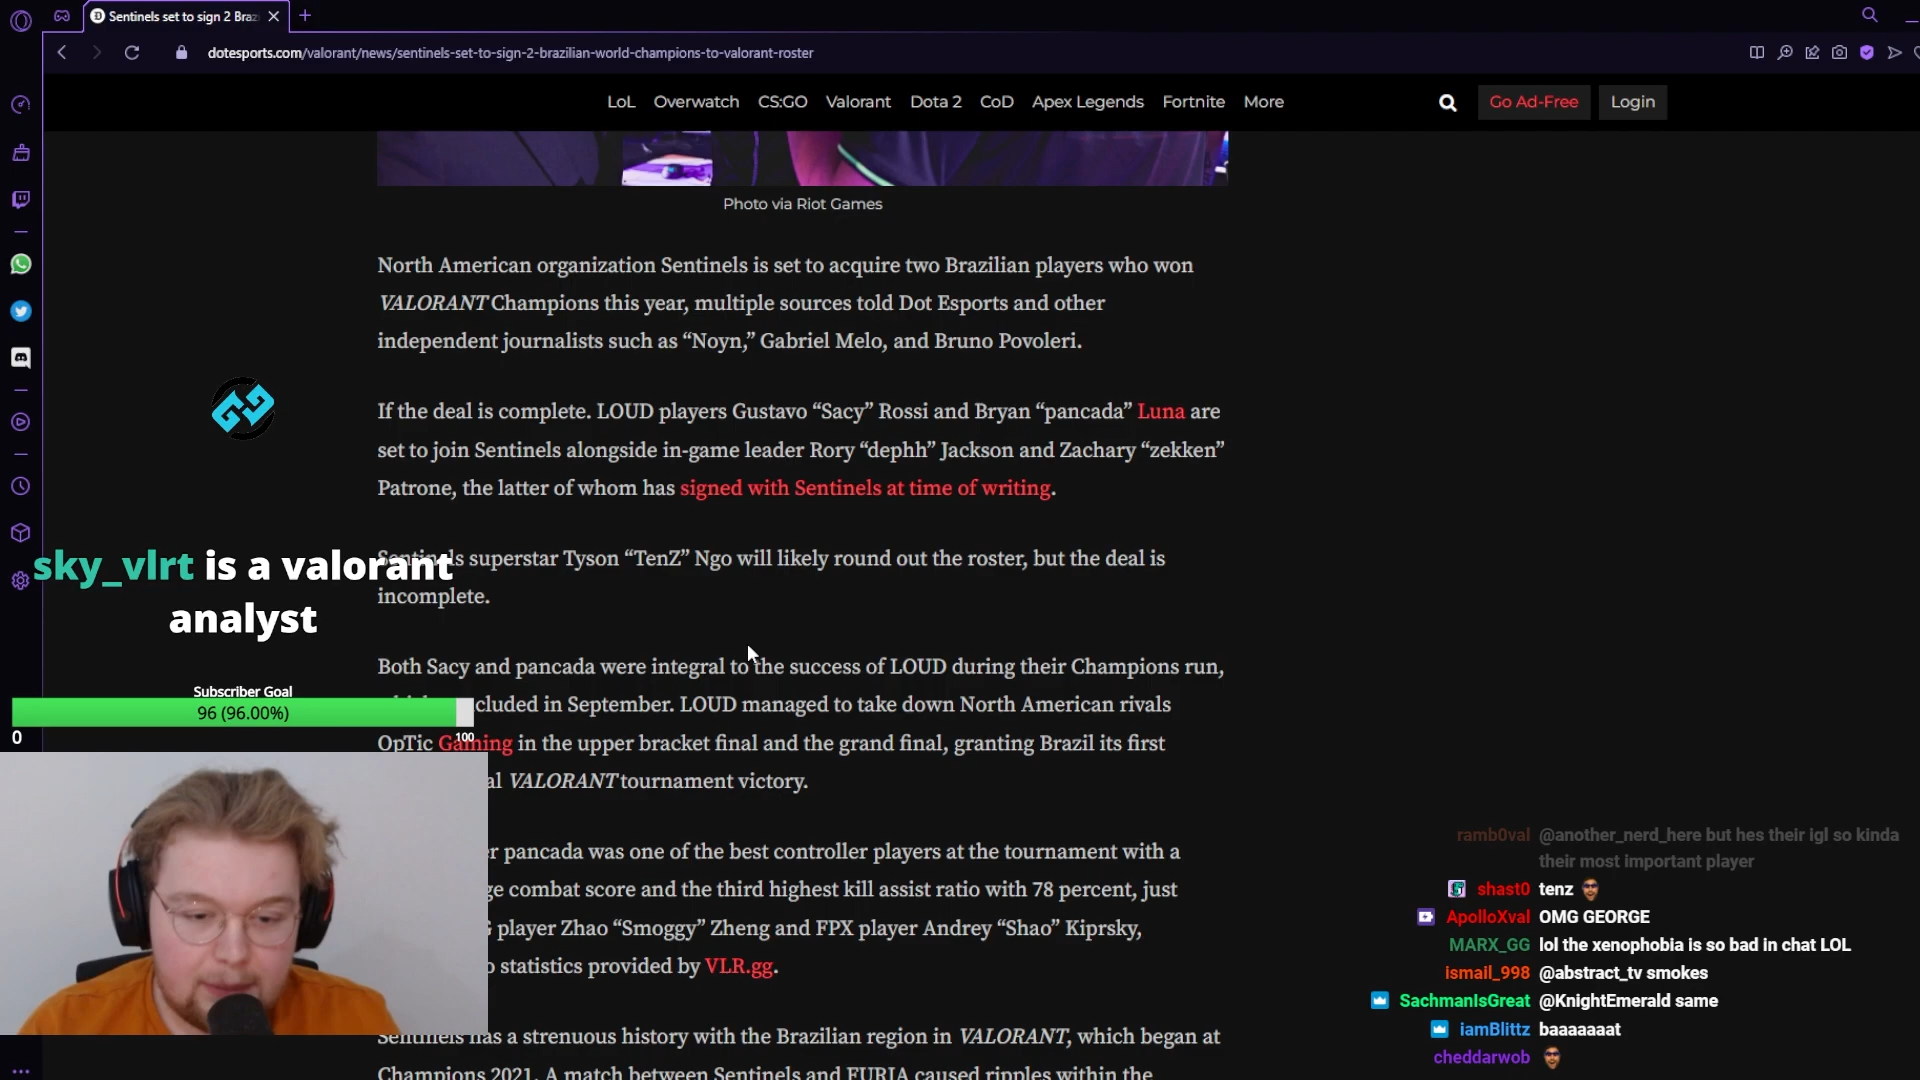 Sentinels set to sign 2 Braz
dotesports.com/valorant/news/sentinels-set-to-sign-2-brazilian-world-champions-to-valorant-roster
LoL Overwatch CS:GO Valorant Dota 2 CoD Apex Legends Fortnite More
Go Ad-Free Login
Photo via Riot Games
North American organization Sentinels is set to acquire two Brazilian players who won
VALORANT Champions this year, multiple sources told Dot Esports and other
independent journalists such as “Noyn,” Gabriel Melo, and Bruno Povoleri.
If the deal is complete. LOUD players Gustavo “Sacy” Rossi and Bryan “pancada” Luna are
set to join Sentinels alongside in-game leader Rory “dephh” Jackson and Zachary “zekken”
Patrone, the latter of whom has signed with Sentinels at time of writing.
Sentinels superstar Tyson “TenZ” Ngo will likely round out the roster, but the deal is
incomplete.
sky_vlrt is a valorant
analyst
Both Sacy and pancada were integral to the success of LOUD during their Champions run,
cluded in September. LOUD managed to take down North American rivals
OpTic Gaming in the upper bracket final and the grand final, granting Brazil its first
al VALORANT tournament victory.
Subscriber Goal
96 (96.00%)
0
100
r pancada was one of the best controller players at the tournament with a
ge combat score and the third highest kill assist ratio with 78 percent, just
player Zhao “Smoggy” Zheng and FPX player Andrey “Shao” Kiprsky,
o statistics provided by VLR.gg.
Sentinels has a strenuous history with the Brazilian region in VALORANT, which began at
Champions 2021. A match between Sentinels and FURIA caused ripples within the
ramb0val @another_nerd_here but hes their igl so kinda
their most important player
shast0 tenz
ApolloXval OMG GEORGE
MARX_GG lol the xenophobia is so bad in chat LOL
ismail_998 @abstract_tv smokes
SachmanIsGreat @KnightEmerald same
iamBlittz baaaaaaat
cheddarwob